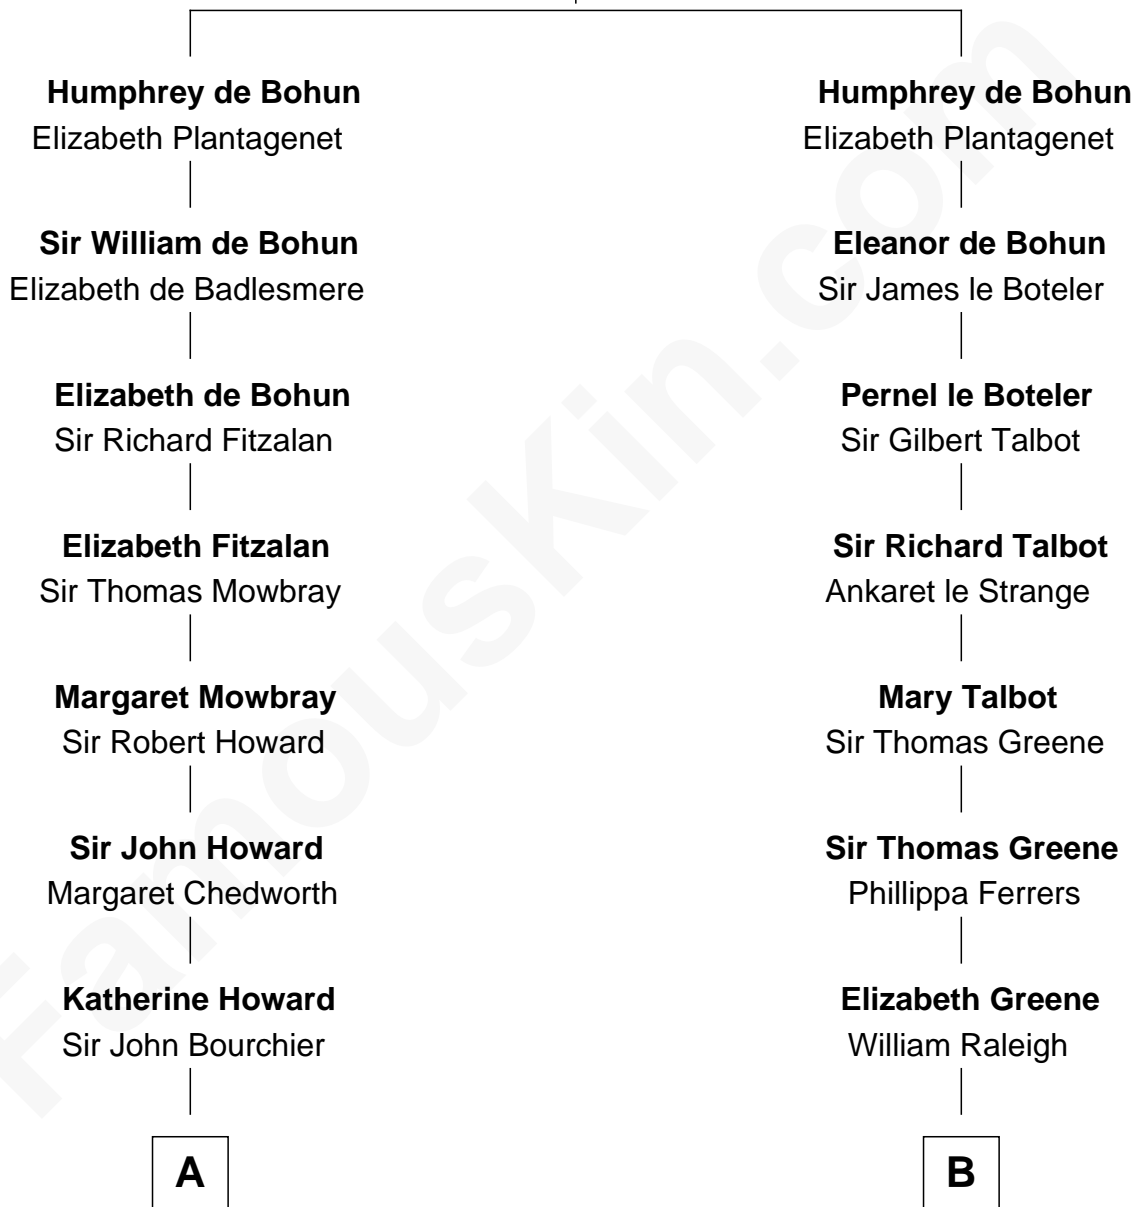 Humphrey de Bohun
Elizabeth Plantagenet
Sir William de Bohun
Elizabeth de Badlesmere
Elizabeth de Bohun
Sir Richard Fitzalan
Elizabeth Fitzalan
Sir Thomas Mowbray
Margaret Mowbray
Sir Robert Howard
Sir John Howard
Margaret Chedworth
Katherine Howard
Sir John Bourchier
A
Humphrey de Bohun
Elizabeth Plantagenet
Eleanor de Bohun
Sir James le Boteler
Pernel le Boteler
Sir Gilbert Talbot
Sir Richard Talbot
Ankaret le Strange
Mary Talbot
Sir Thomas Greene
Sir Thomas Greene
Phillippa Ferrers
Elizabeth Greene
William Raleigh
B
FamousKin.com